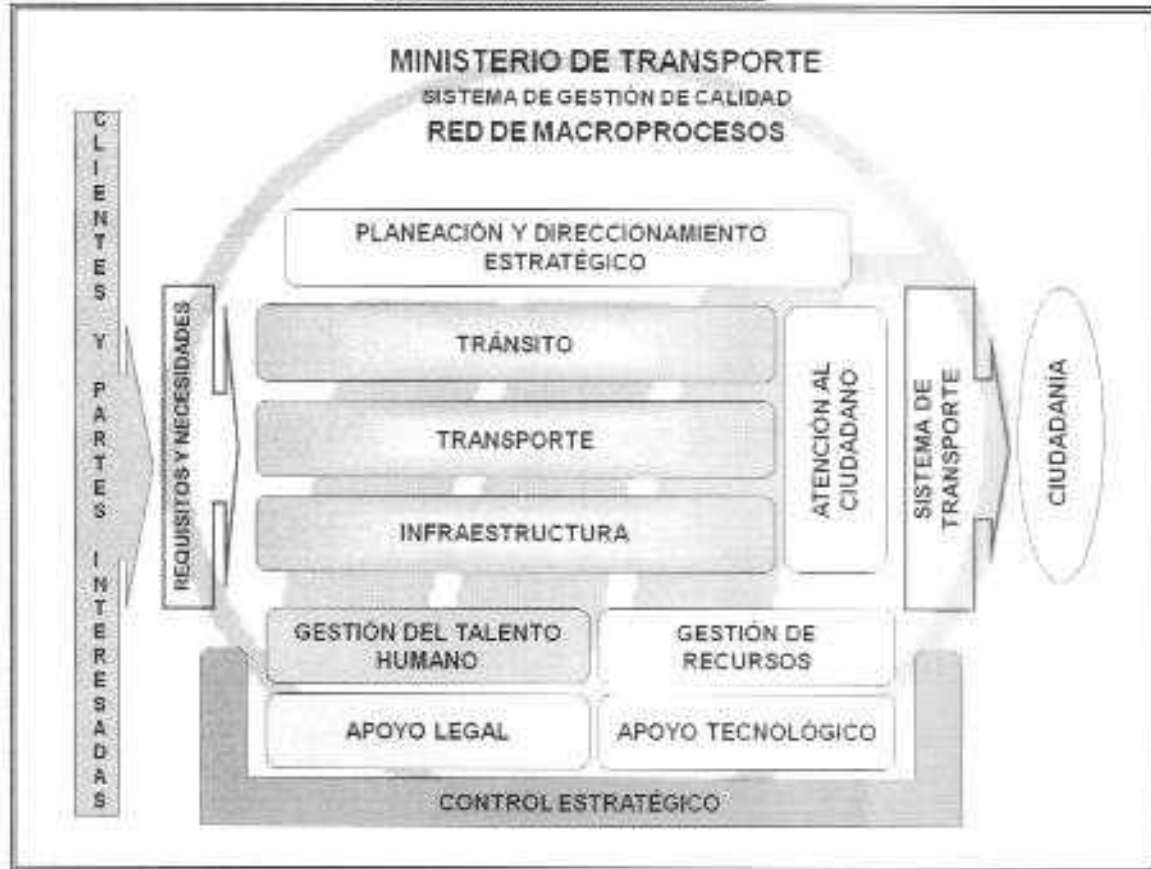 MINISTERIO DE TRANSPORTE
SISTEMA DE GESTIÓN DE CALIDAD
RED DE MACROPROCESOS
CLIENTES Y PARTES INTERESADAS
REQUISITOS Y NECESIDADES
PLANEACIÓN Y DIRECCIONAMIENTO
ESTRATÉGICO
TRÁNSITO
TRANSPORTE
INFRAESTRUCTURA
ATENCIÓN AL
CIUDADANO
SISTEMA DE
TRANSPORTE
CIUDADANIA
GESTIÓN DEL TALENTO
HUMANO
GESTIÓN DE
RECURSOS
APOYO LEGAL
APOYO TECNOLÓGICO
CONTROL ESTRATÉGICO